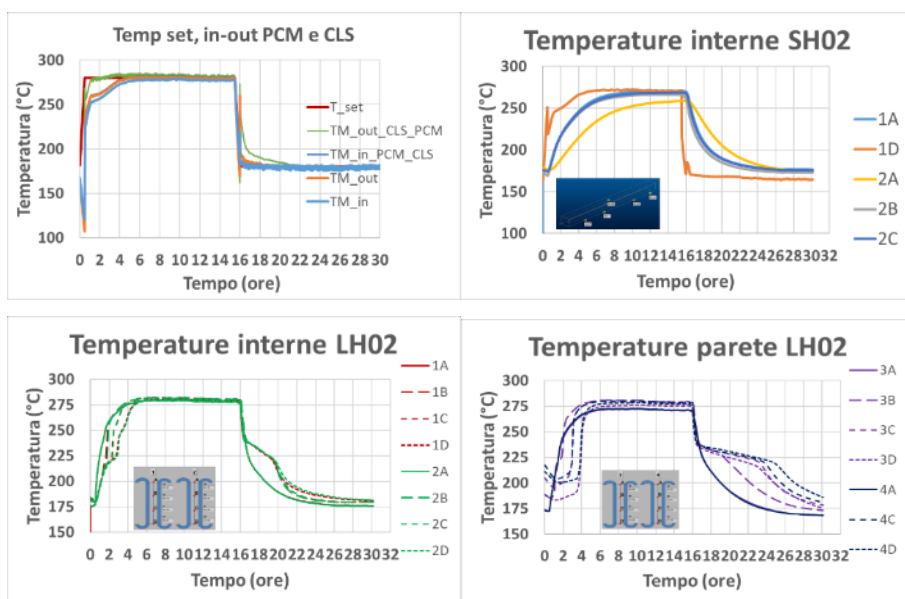 Temp set, in-out PCM e CLS
300
250
200
150
100
Temperatura (°C)
0 2 4 6 8 10 12 14 16 18 20 22 24 26 28 30
Tempo (ore)
T_set
TM_out_CLS_PCM
TM_in_PCM_CLS
TM_out
TM_in
Temperature interne SH02
300
250
200
150
100
Temperatura (°C)
0 2 4 6 8 10 12 14 16 18 20 22 24 26 28 30 32
Tempo (ore)
1A
1D
2A
2B
2C
Temperature interne LH02
300
275
250
225
200
175
150
Temperatura (°C)
0 2 4 6 8 10 12 14 16 18 20 22 24 26 28 30 32
Tempo (ore)
1A
1B
1C
1D
2A
2B
2C
2D
Temperature parete LH02
300
275
250
225
200
175
150
Temperatura (°C)
0 2 4 6 8 10 12 14 16 18 20 22 24 26 28 30 32
Tempo (ore)
3A
3B
3C
3D
4A
4C
4D